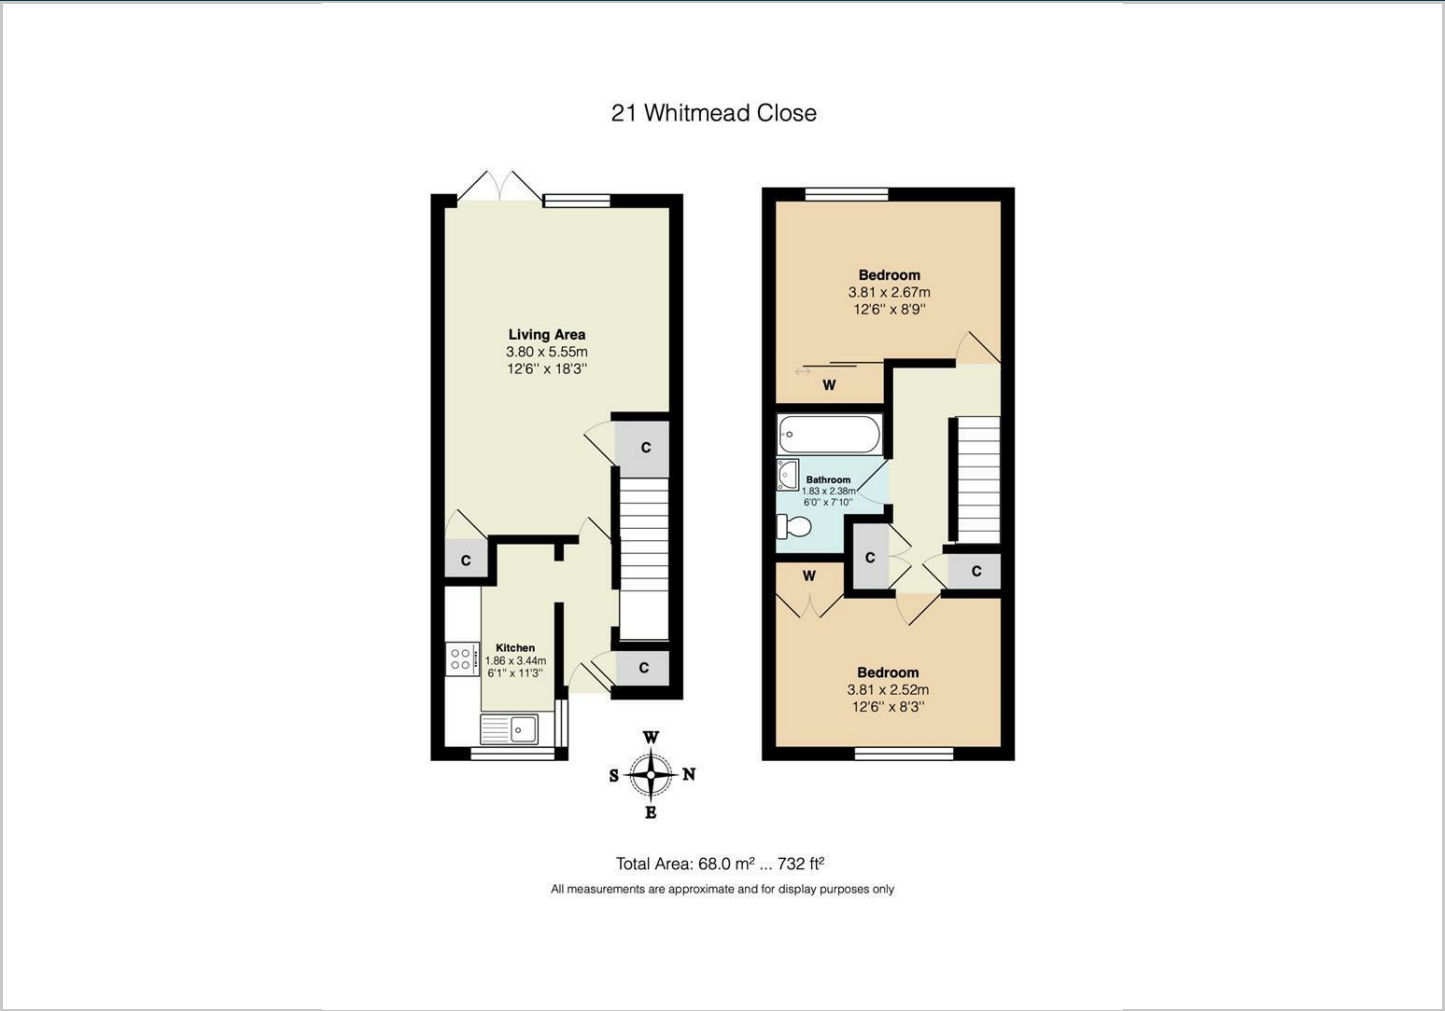 21 Whitmead Close
Living Area
3.80 x 5.55m
12'6'' x 18'3''
C
C
Kitchen
1.86 x 3.44m
6'1'' x 11'3''
C
Bedroom
3.81 x 2.67m
12'6'' x 8'9''
W
Bathroom
1.83 x 2.38m
6'0'' x 7'10''
C
C
W
Bedroom
3.81 x 2.52m
12'6'' x 8'3''
W
S N
E
Total Area: 68.0 m² ... 732 ft²
All measurements are approximate and for display purposes only